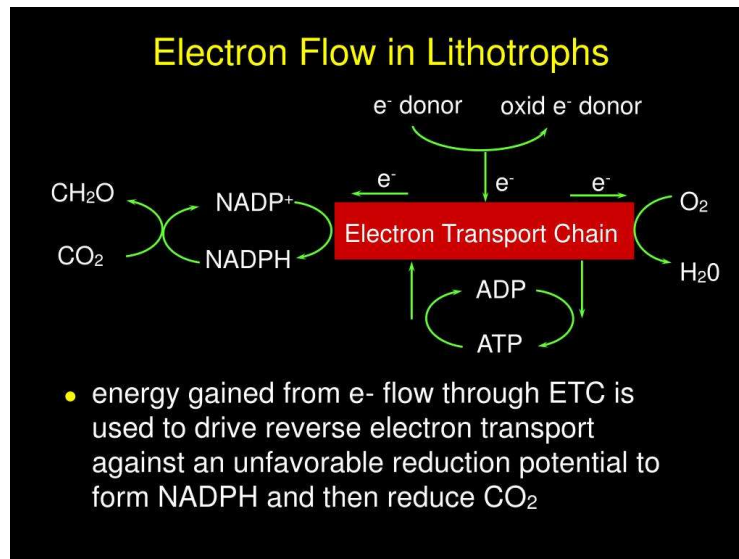 Electron Flow in Lithotrophs
e⁻ donor oxid e⁻ donor
e⁻ e⁻ e⁻
CH₂O NADP⁺ O₂
Electron Transport Chain
CO₂ NADPH H₂0
ADP
ATP
• energy gained from e- flow through ETC is
used to drive reverse electron transport
against an unfavorable reduction potential to
form NADPH and then reduce CO₂